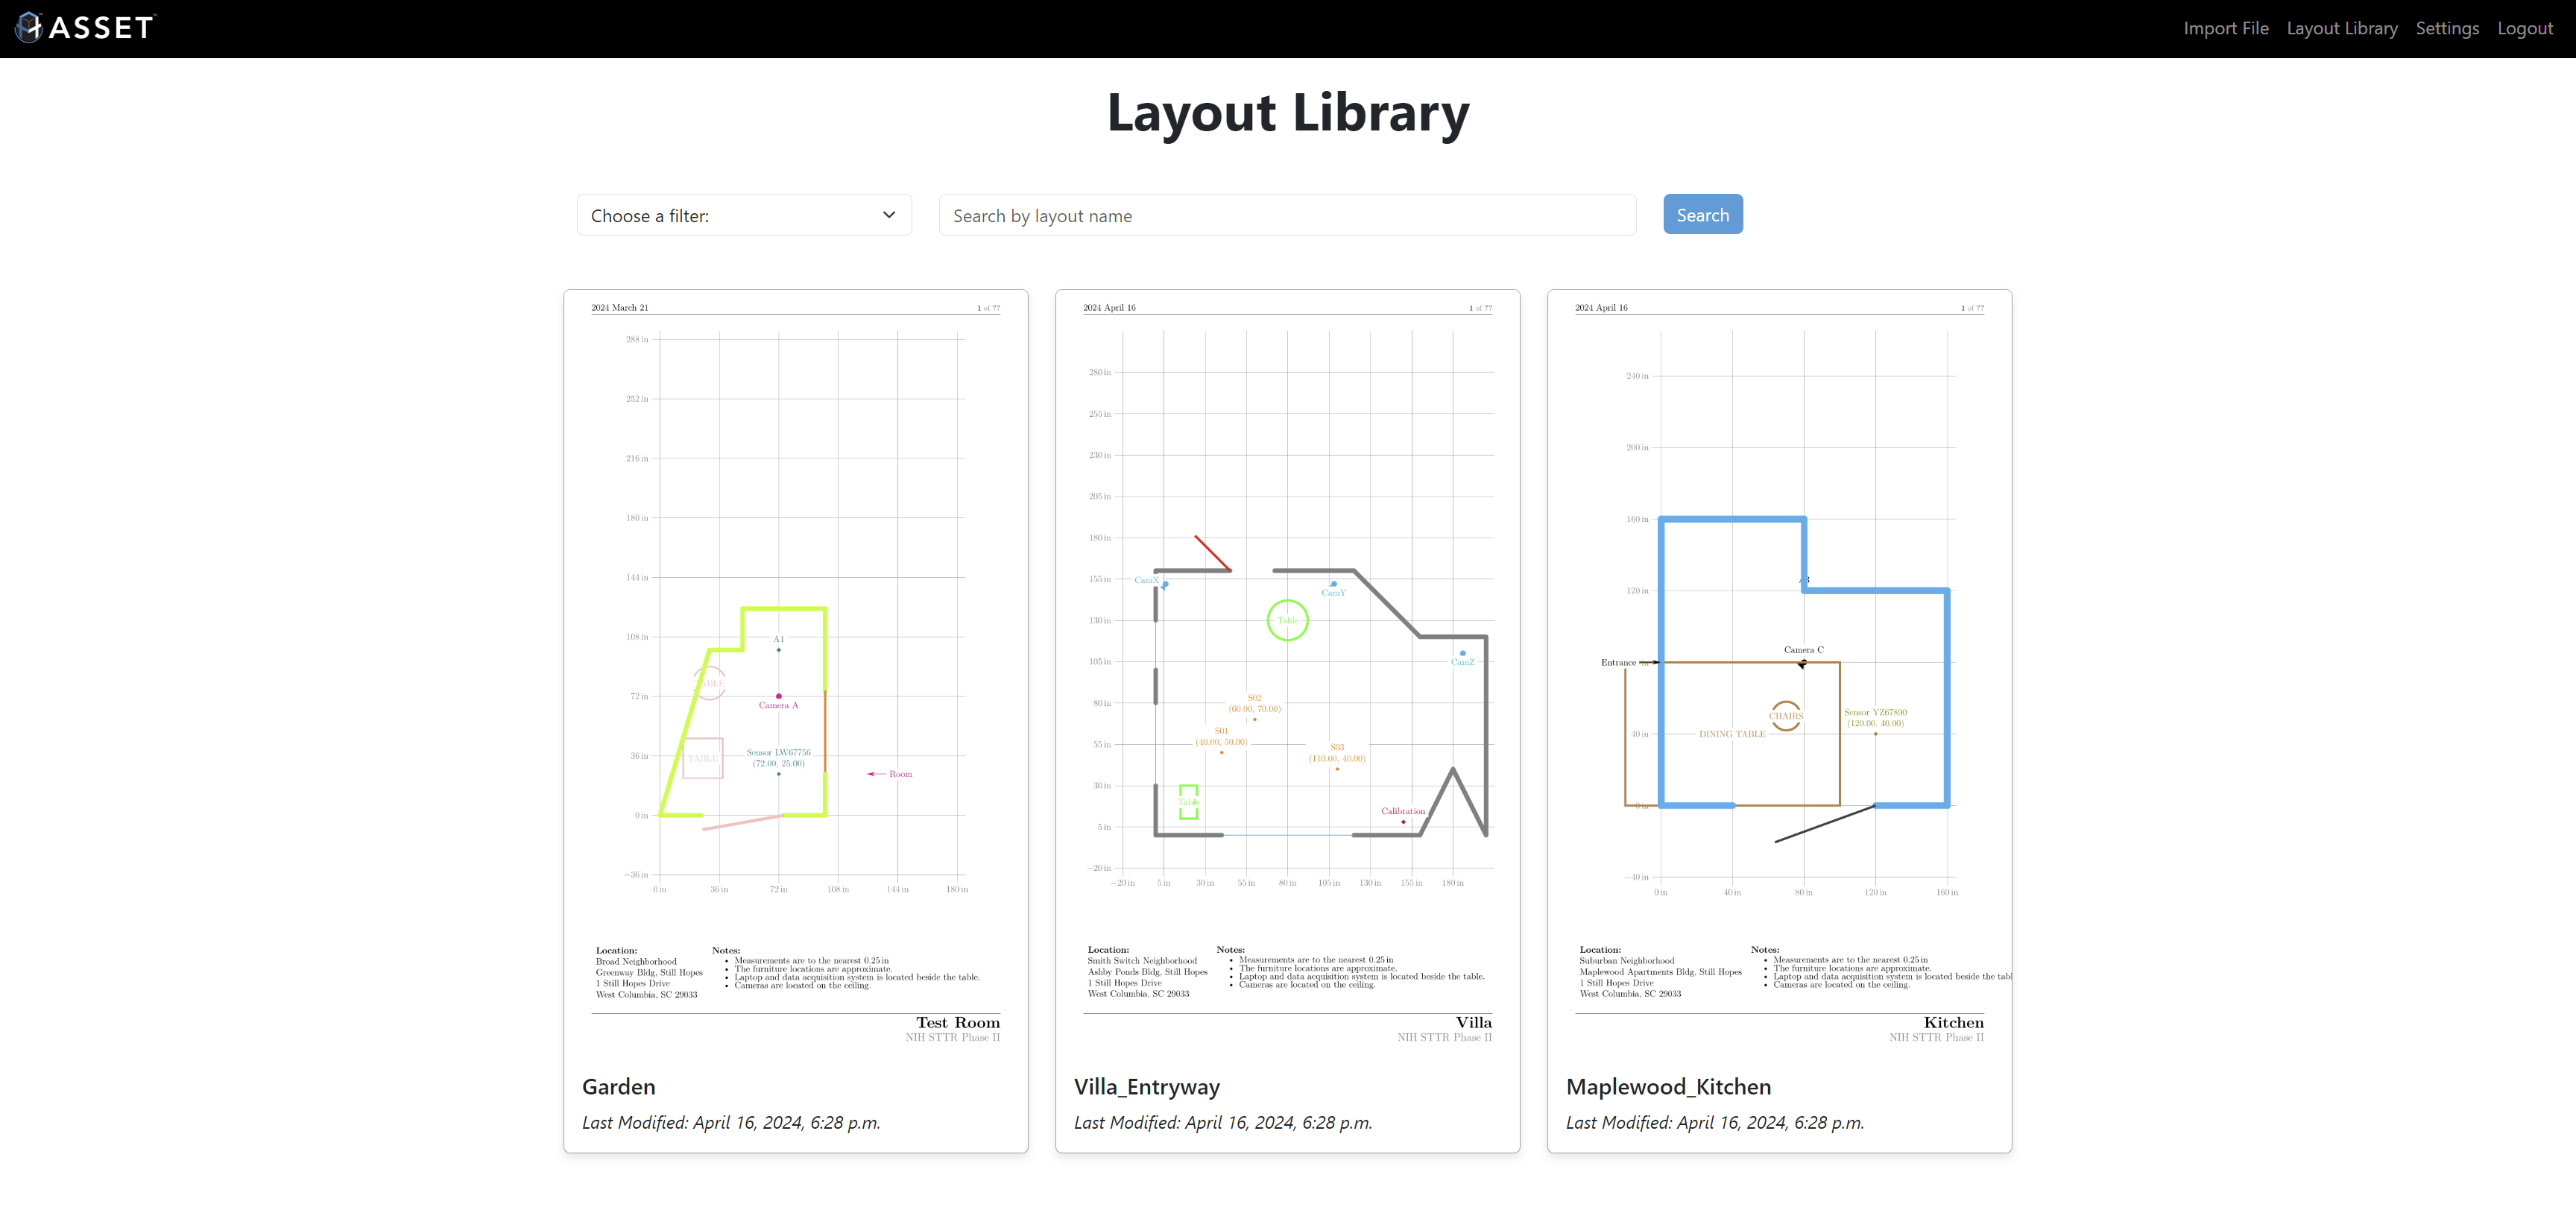 ASSET
Import File Layout Library Settings Logout
Layout Library
Choose a filter:
Search by layout name
Search
2024 March 21
1 of ??
288 in
252 in
216 in
180 in
144 in
108 in
72 in
36 in
0 in
−36 in
0 in 36 in 72 in 108 in 144 in 180 in
A1
TABLE
Camera A
TABLE
Sensor LW67756
(72.00, 25.00)
Room
Location:
Broad Neighborhood
Greenway Bldg, Still Hopes
1 Still Hopes Drive
West Columbia, SC 29033
Notes:
• Measurements are to the nearest 0.25 in
• The furniture locations are approximate.
• Laptop and data acquisition system is located beside the table.
• Cameras are located on the ceiling.
Test Room
NIH STTR Phase II
Garden
Last Modified: April 16, 2024, 6:28 p.m.
2024 April 16
1 of ??
280 in
255 in
230 in
205 in
180 in
155 in
130 in
105 in
80 in
55 in
30 in
5 in
−20 in
−20 in 5 in 30 in 55 in 80 in 105 in 130 in 155 in 180 in
CamX
CamY
Table
CamZ
S02
(60.00, 70.00)
S01
(40.00, 50.00)
S03
(110.00, 40.00)
Table
Calibration
Location:
Smith Switch Neighborhood
Ashby Ponds Bldg, Still Hopes
1 Still Hopes Drive
West Columbia, SC 29033
Notes:
• Measurements are to the nearest 0.25 in
• The furniture locations are approximate.
• Laptop and data acquisition system is located beside the table.
• Cameras are located on the ceiling.
Villa
NIH STTR Phase II
Villa_Entryway
Last Modified: April 16, 2024, 6:28 p.m.
2024 April 16
1 of ??
240 in
200 in
160 in
120 in
40 in
0 in
−40 in
0 in 40 in 80 in 120 in 160 in
Camera C
Entrance
CHAIRS
DINING TABLE
Sensor YZ67890
(120.00, 40.00)
Location:
Suburban Neighborhood
Maplewood Apartments Bldg, Still Hopes
1 Still Hopes Drive
West Columbia, SC 29033
Notes:
• Measurements are to the nearest 0.25 in
• The furniture locations are approximate.
• Laptop and data acquisition system is located beside the tabl
• Cameras are located on the ceiling.
Kitchen
NIH STTR Phase II
Maplewood_Kitchen
Last Modified: April 16, 2024, 6:28 p.m.